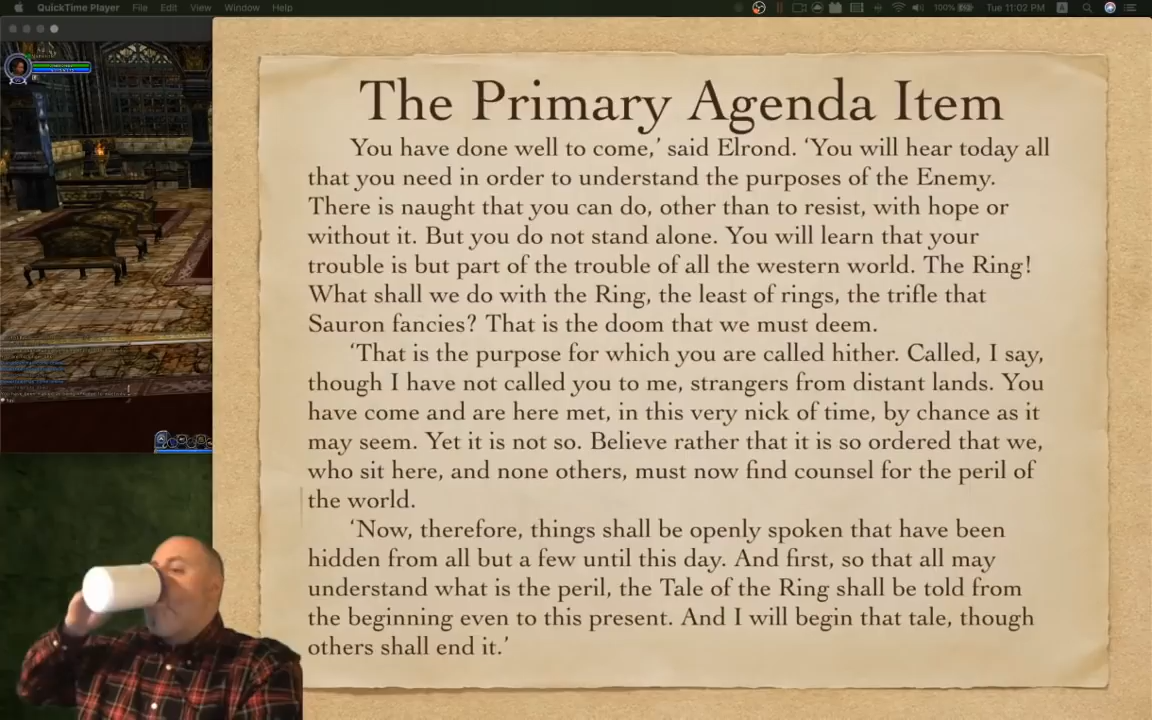 QuickTime Player File Edit View Window Help 100% Tue 11:02 PM
The Primary Agenda Item
You have done well to come,’ said Elrond. ‘You will hear today all
that you need in order to understand the purposes of the Enemy.
There is naught that you can do, other than to resist, with hope or
without it. But you do not stand alone. You will learn that your
trouble is but part of the trouble of all the western world. The Ring!
What shall we do with the Ring, the least of rings, the trifle that
Sauron fancies? That is the doom that we must deem.
‘That is the purpose for which you are called hither. Called, I say,
though I have not called you to me, strangers from distant lands. You
have come and are here met, in this very nick of time, by chance as it
may seem. Yet it is not so. Believe rather that it is so ordered that we,
who sit here, and none others, must now find counsel for the peril of
the world.
‘Now, therefore, things shall be openly spoken that have been
hidden from all but a few until this day. And first, so that all may
understand what is the peril, the Tale of the Ring shall be told from
the beginning even to this present. And I will begin that tale, though
others shall end it.’